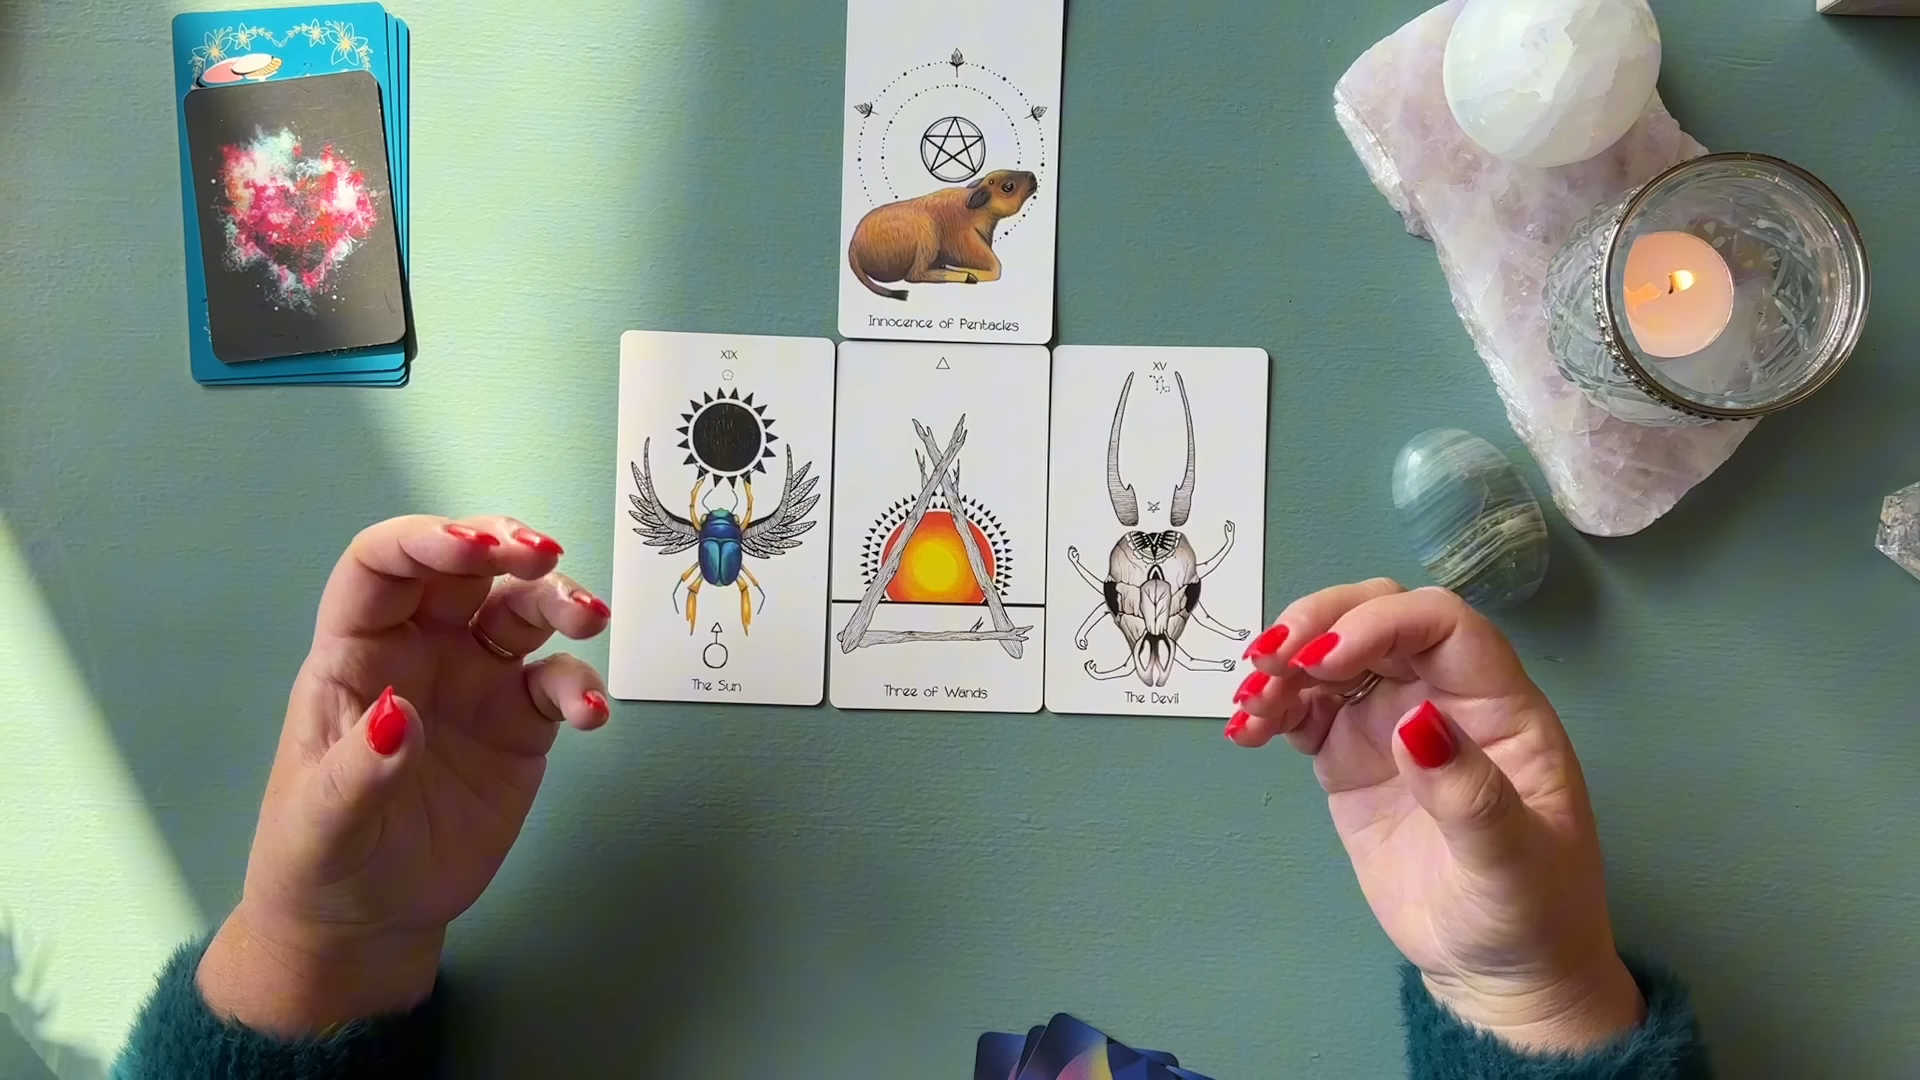 Innocence of Pentacles
XIX
The Sun
Three of Wands
XV
The Devil